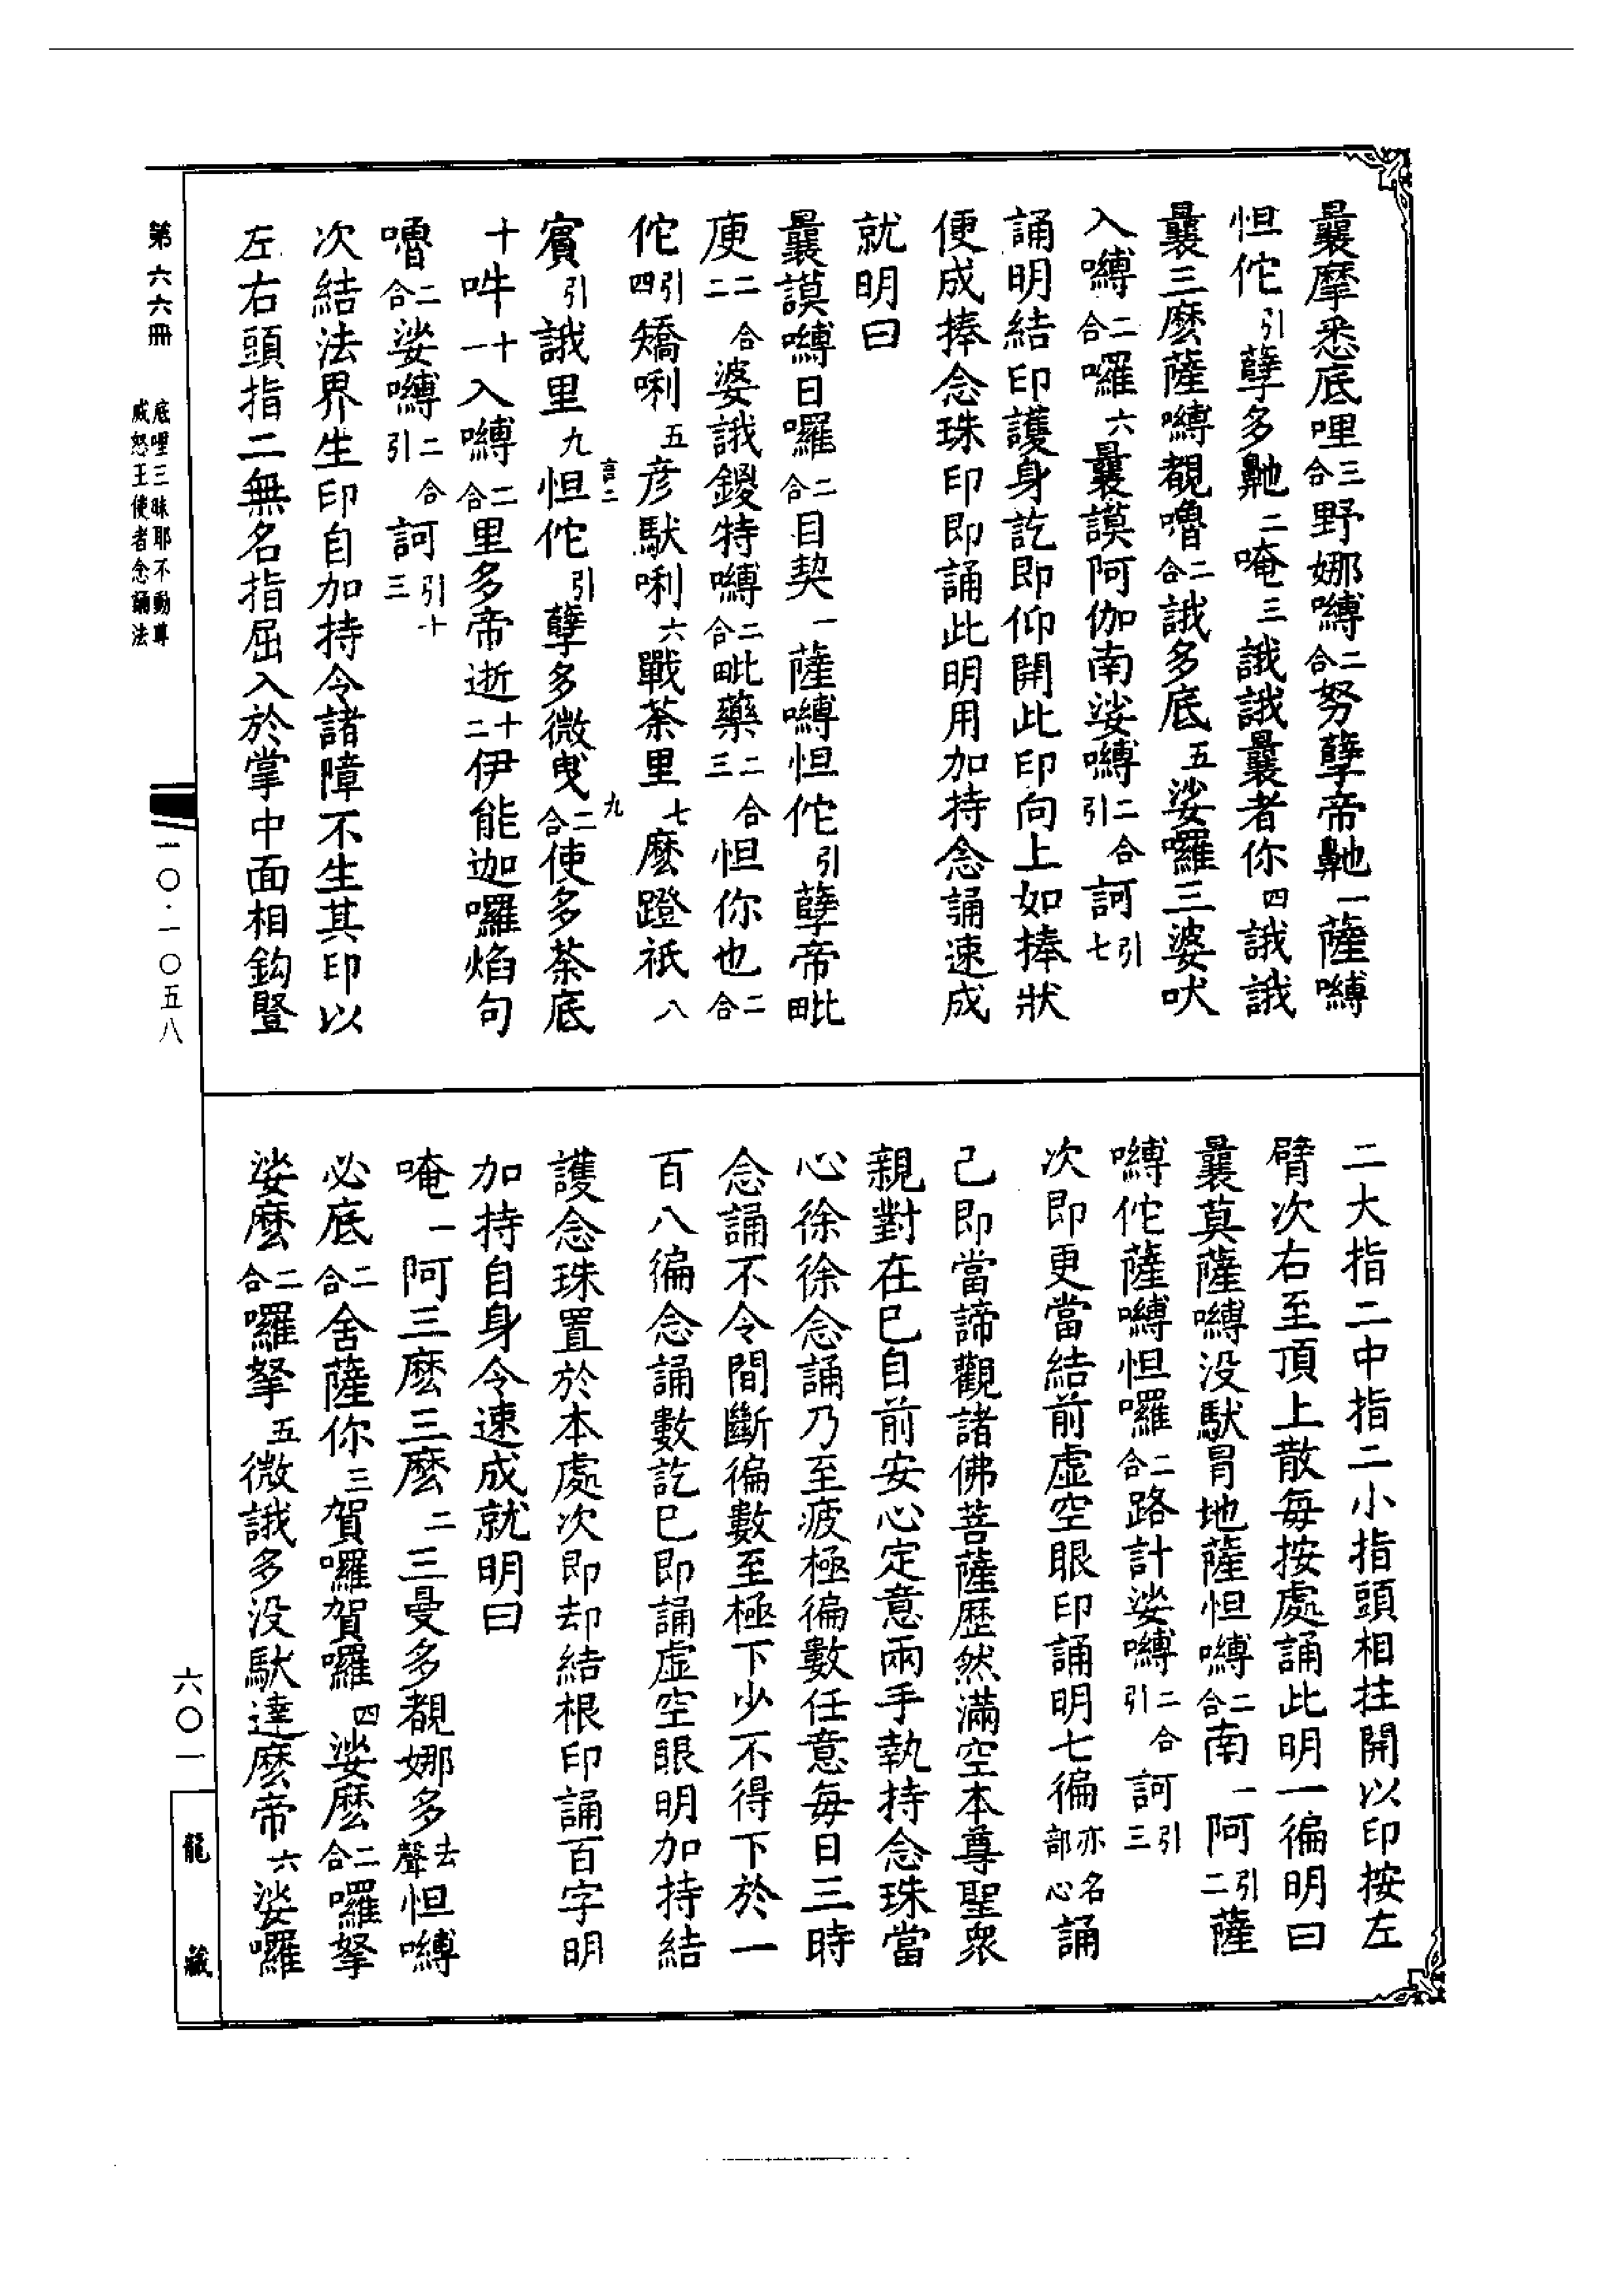 曩摩悉底哩三合野娜嚩二合努孽帝䶔一薩嚩
怛佗引孽多䶔二唵三誐誐曩者你四誐誐
曩三麽薩嚩覩嚕二合誐多底五娑囉三婆吠
入嚩二合囉六曩謨阿伽南娑嚩二合引訶引七
誦明結印護身訖即仰開此印向上如捧狀
便成捧念珠印即誦此明用加持念誦速成
就明曰
曩謨嚩日囉二合目契一薩嚩怛佗引孽帝毗
庾二合二婆誐鑁特嚩二合毗藥二合三怛你也二合
佗引四矯唎五彥馱唎六戰荼里七麽蹬祇八
賓引誐里九怛佗引孽多微曳二合使多荼底
十吽十一入嚩二合里多帝逝十二伊能迦囉焰句
嚕二合娑嚩二合引訶引十三
次結法界生印自加持令諸障不生其印以
左右頭指二無名指屈入於掌中面相鈎豎
二大指二中指二小指頭相拄開以印按左
臂次右至頂上散每按處誦此明一徧明曰
曩莫薩嚩没馱冐地薩怛嚩二合南一阿引二薩
嚩佗薩嚩怛囉二合路計娑嚩二合引訶引三
次即更當結前虛空眼印誦明七徧亦名部心誦
己即當諦觀諸佛菩薩歷然滿空本尊聖衆
親對在已自前安心定意兩手執持念珠當
心徐徐念誦乃至疲極徧數任意每日三時
念誦不令間斷徧數至極下少不得下於一
百八徧念誦數訖已即誦虛空眼明加持結
護念珠置於本處次即却結根印誦百字明
加持自身令速成就明曰
唵一阿三麽三麽二三曼多覩娜多去聲怛嚩
必底二合舍薩你三賀囉賀囉四娑麽二合囉拏
娑麽二合囉拏五微誐多没馱達麽帝六娑囉
第六六冊
底哩三昧耶不動尊
威怒王使者念誦法
一〇·一〇五八
六〇一
龍藏